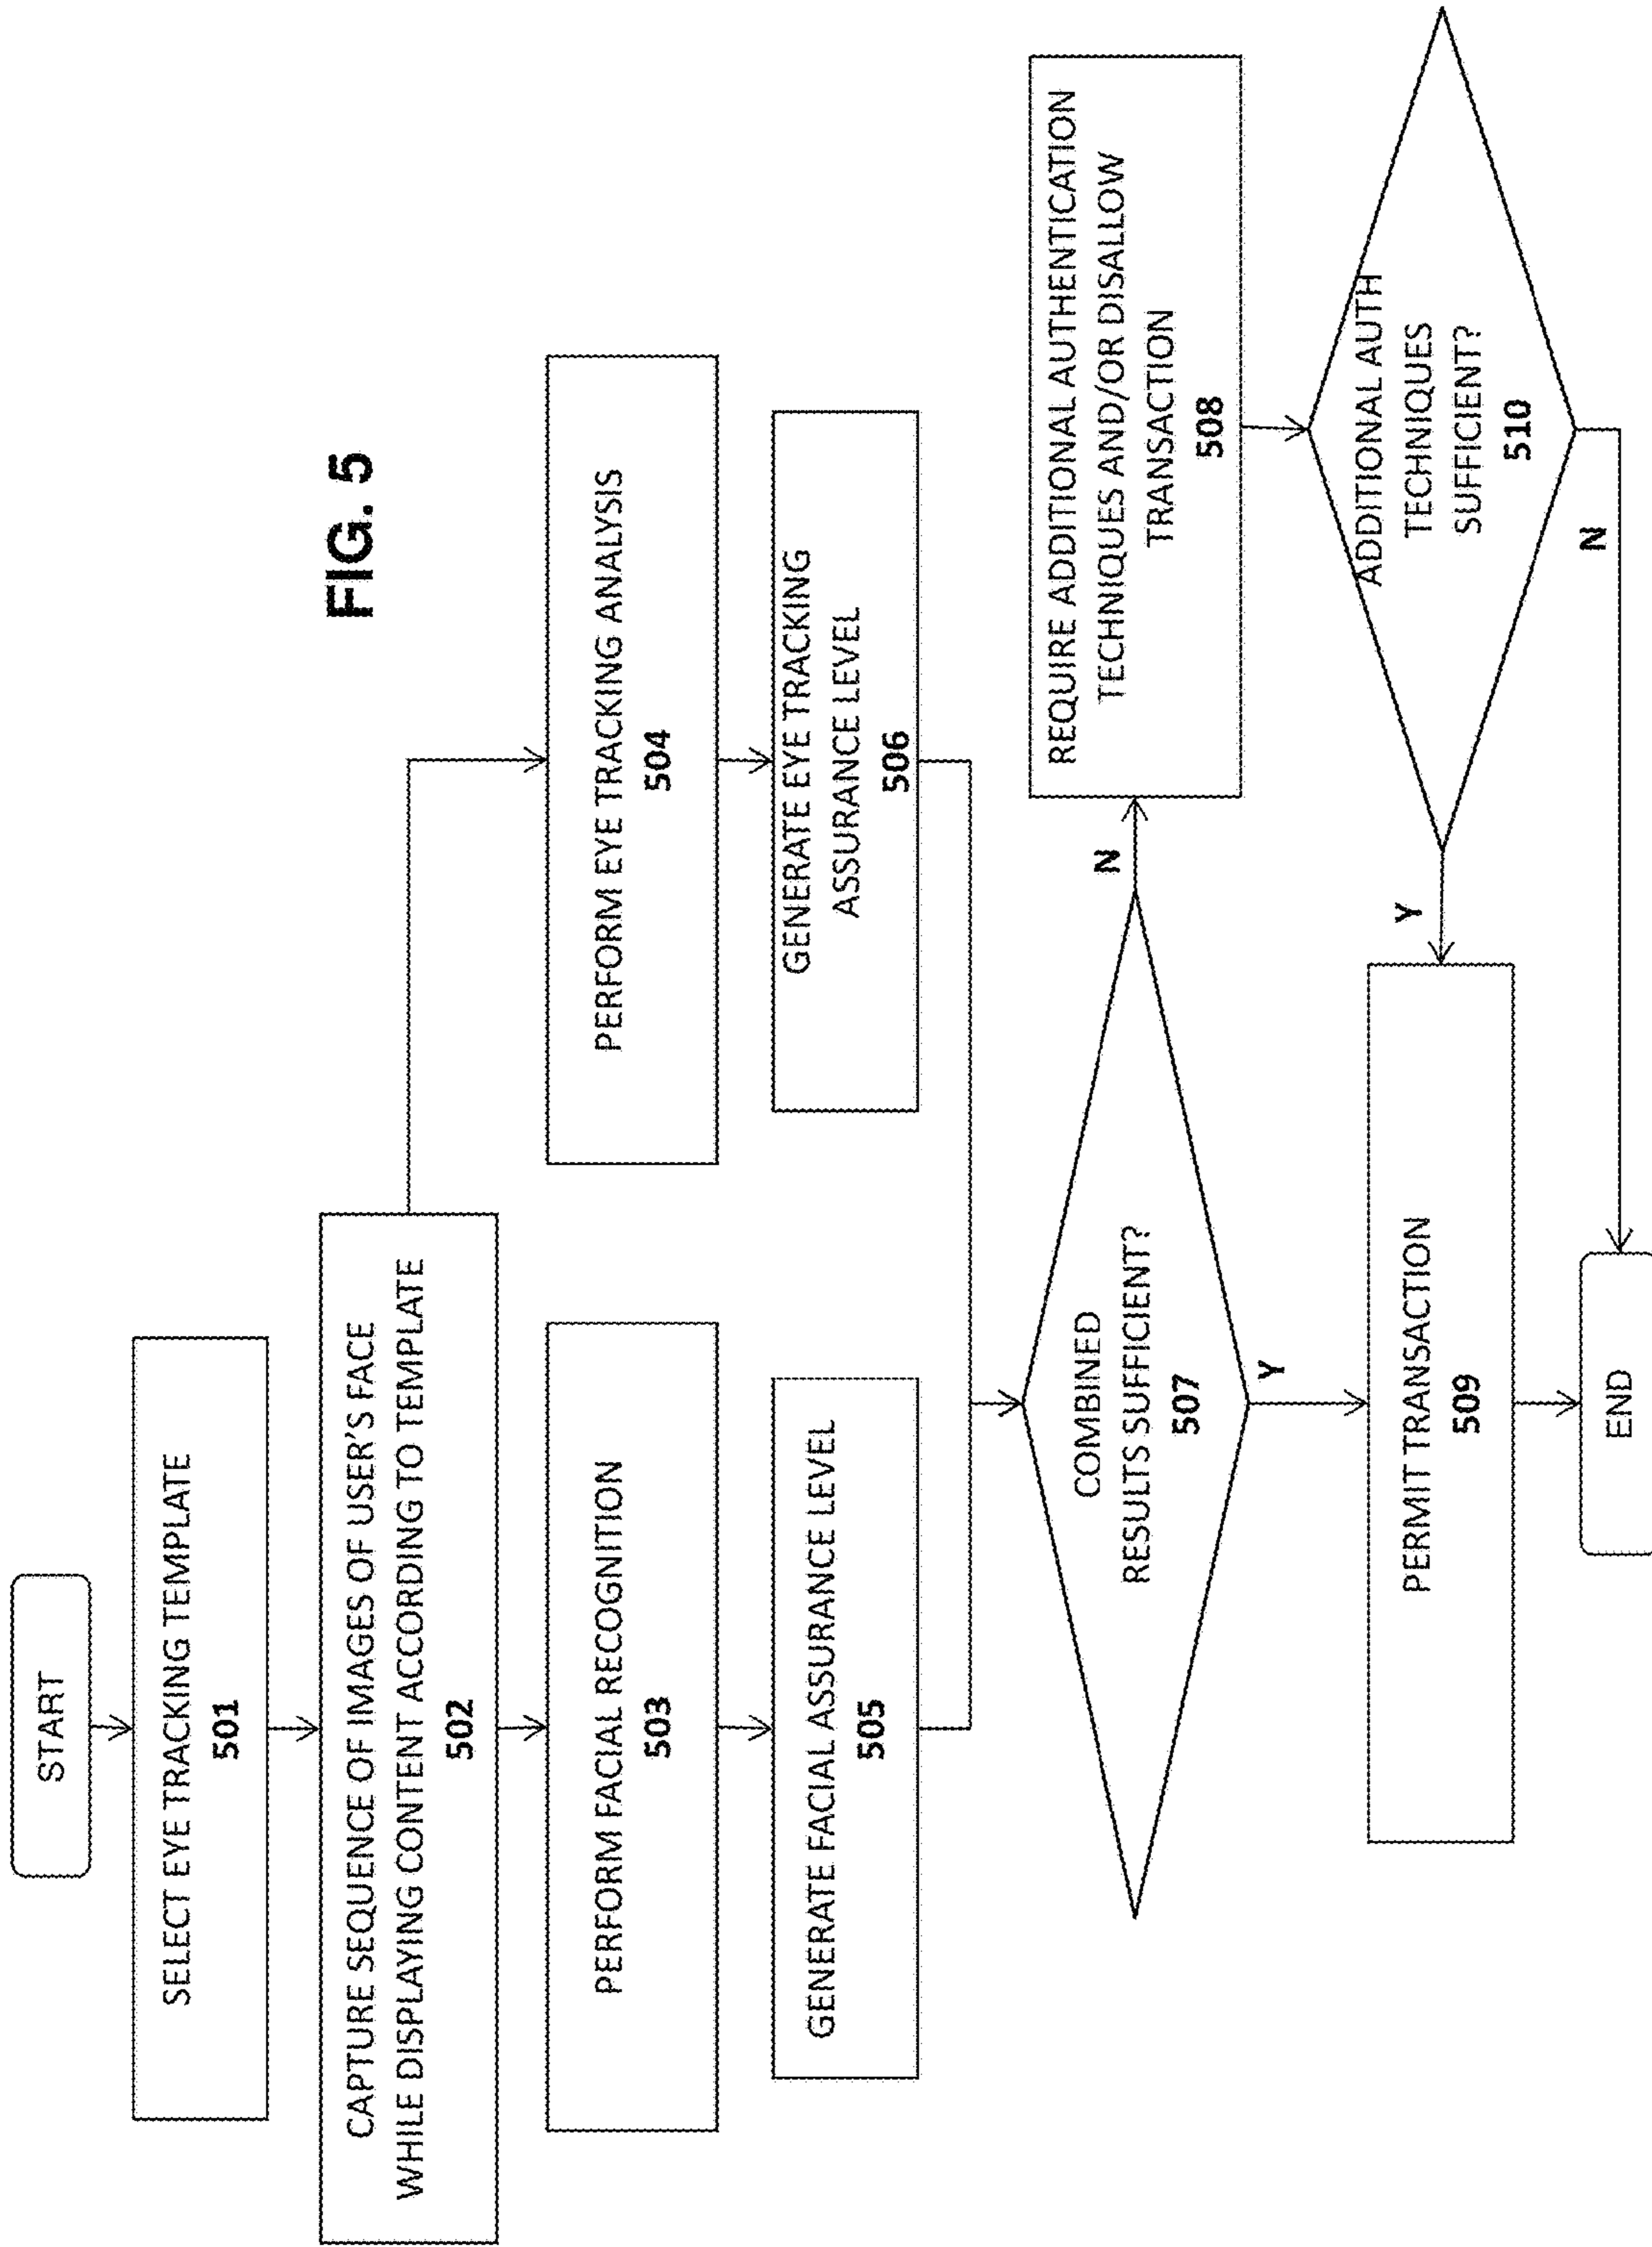 FIG. 5
START
SELECT EYE TRACKING TEMPLATE
501
CAPTURE SEQUENCE OF IMAGES OF USER'S FACE
WHILE DISPLAYING CONTENT ACCORDING TO TEMPLATE
502
PERFORM FACIAL RECOGNITION
503
PERFORM EYE TRACKING ANALYSIS
504
GENERATE FACIAL ASSURANCE LEVEL
505
GENERATE EYE TRACKING
ASSURANCE LEVEL
506
COMBINED
RESULTS SUFFICIENT?
507
N
Y
REQUIRE ADDITIONAL AUTHENTICATION
TECHNIQUES AND/OR DISALLOW
TRANSACTION
508
PERMIT TRANSACTION
509
Y
ADDITIONAL AUTH
TECHNIQUES
SUFFICIENT?
510
N
END